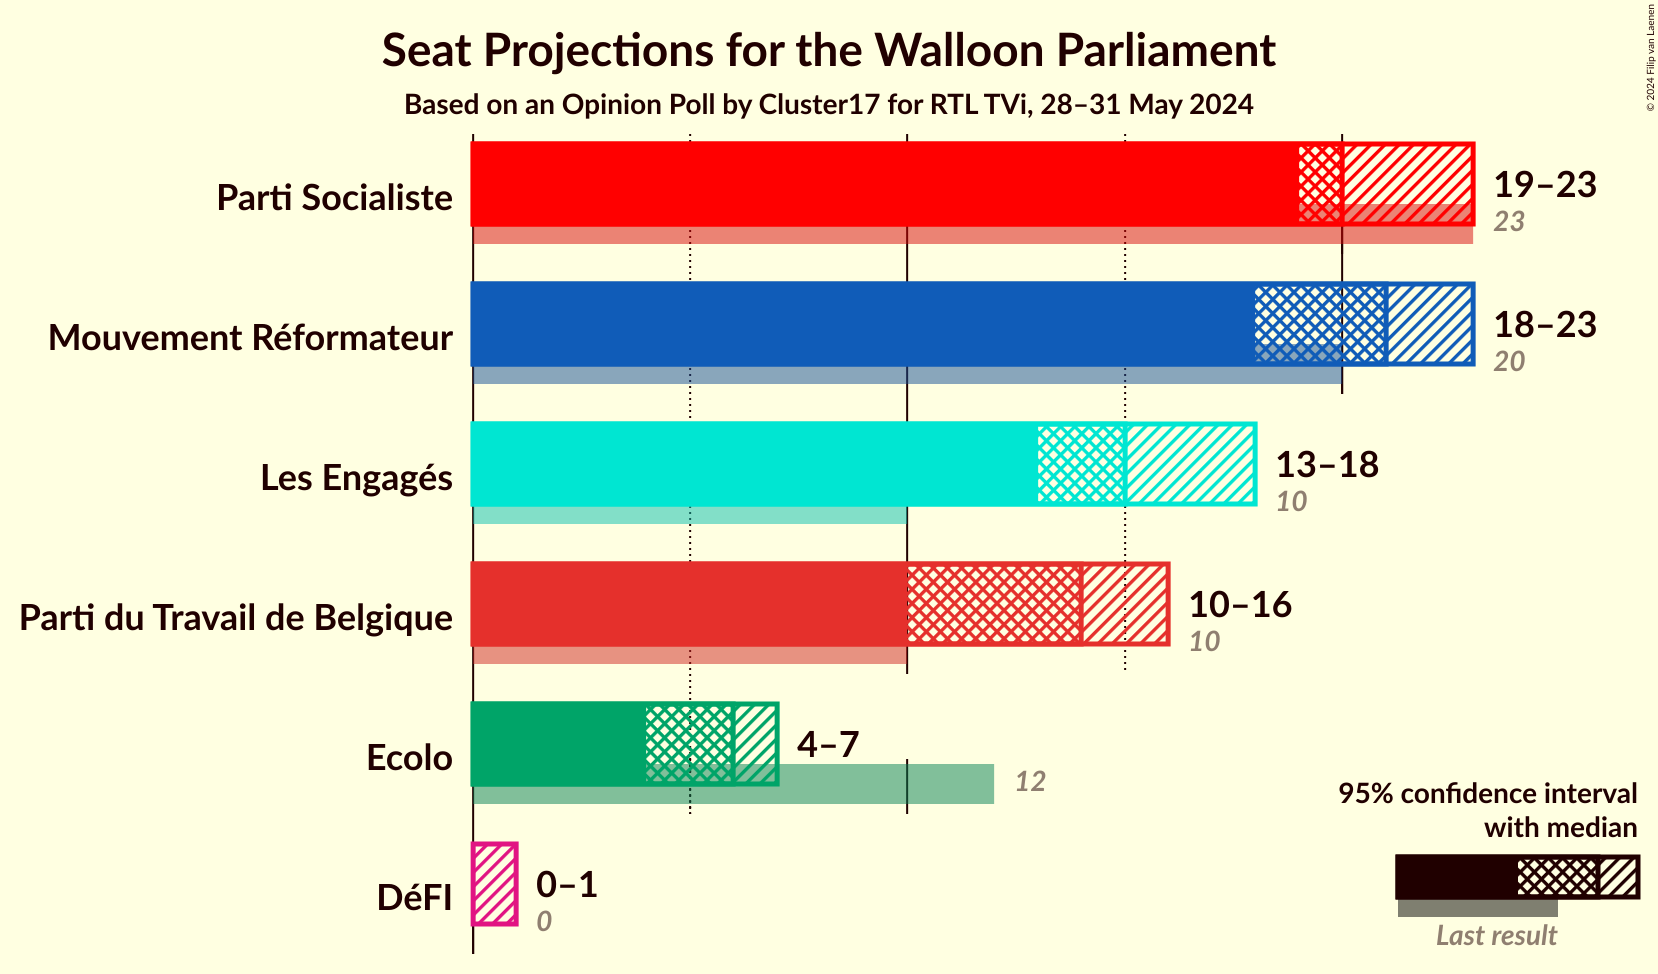 Seat Projections for the Walloon Parliament
Based on an Opinion Poll by Cluster17 for RTL TVi, 28–31 May 2024
© 2024 Filip van Laenen
Parti Socialiste
19–23
23
Mouvement Réformateur
18–23
20
Les Engagés
13–18
10
Parti du Travail de Belgique
10–16
10
Ecolo
4–7
12
DéFI
0–1
0
95% confidence interval
with median
Last result